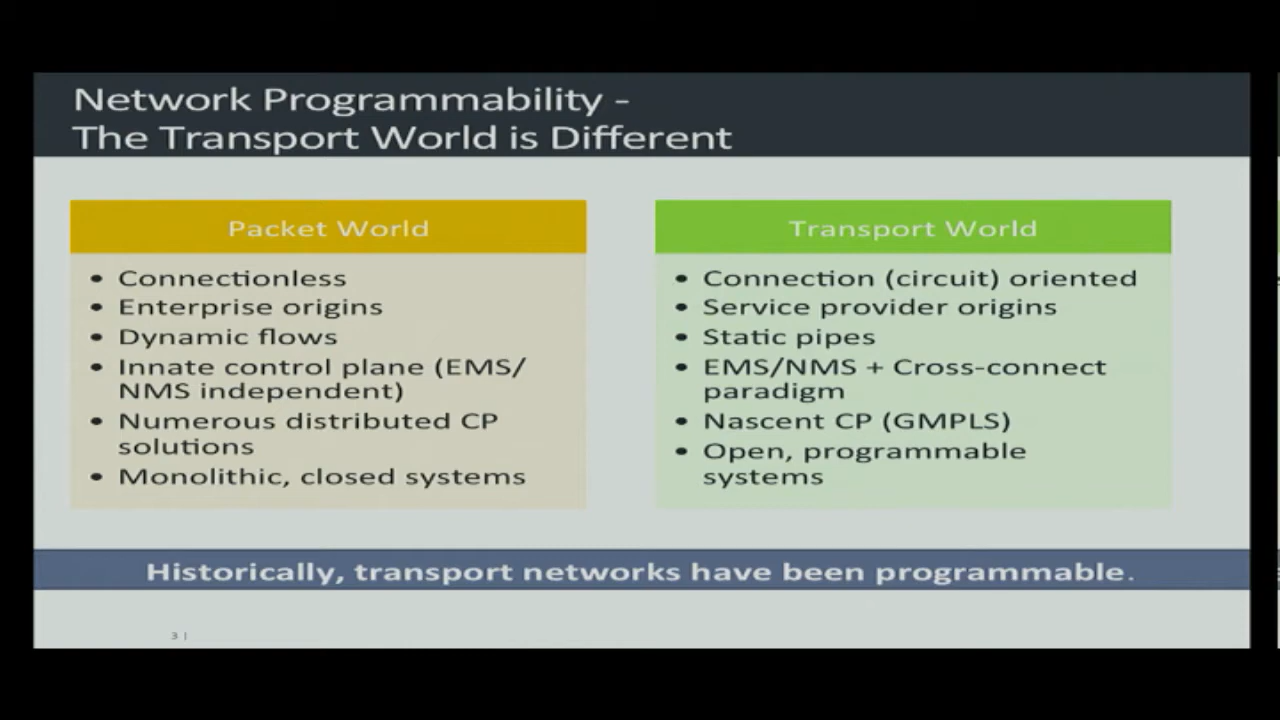 Network Programmability -
The Transport World is Different
Packet World
• Connectionless
• Enterprise origins
• Dynamic flows
• Innate control plane (EMS/
NMS independent)
• Numerous distributed CP
solutions
• Monolithic, closed systems
Transport World
• Connection (circuit) oriented
• Service provider origins
• Static pipes
• EMS/NMS + Cross-connect
paradigm
• Nascent CP (GMPLS)
• Open, programmable
systems
Historically, transport networks have been programmable.
3 |